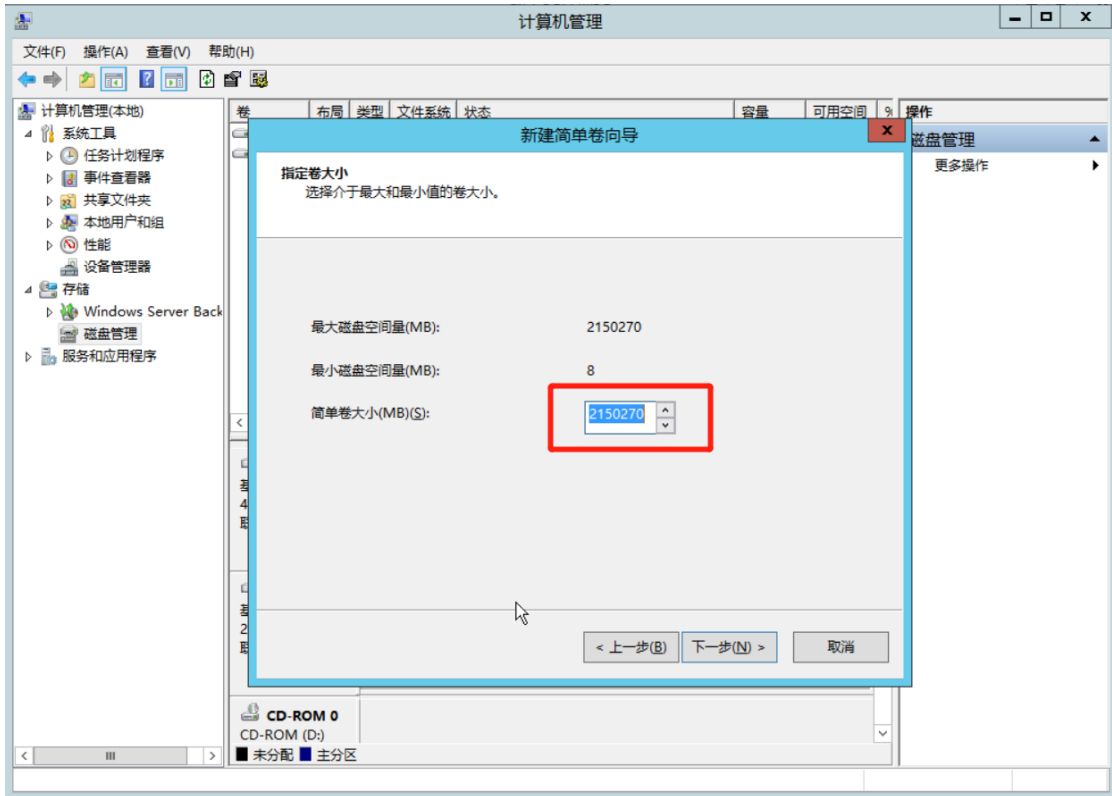 计算机管理
文件(F) 操作(A) 查看(V) 帮助(H)
计算机管理(本地)
系统工具
任务计划程序
事件查看器
共享文件夹
本地用户和组
性能
设备管理器
存储
Windows Server Back
磁盘管理
服务和应用程序
卷 布局 类型 文件系统 状态 容量 可用空间 %
新建简单卷向导
指定卷大小
选择介于最大和最小值的卷大小。
最大磁盘空间量(MB): 2150270
最小磁盘空间量(MB): 8
简单卷大小(MB)(S): 2150270
< 上一步(B) 下一步(N) > 取消
基
4
联
基
2
联
CD-ROM 0
CD-ROM (D:)
未分配 主分区
操作
磁盘管理
更多操作